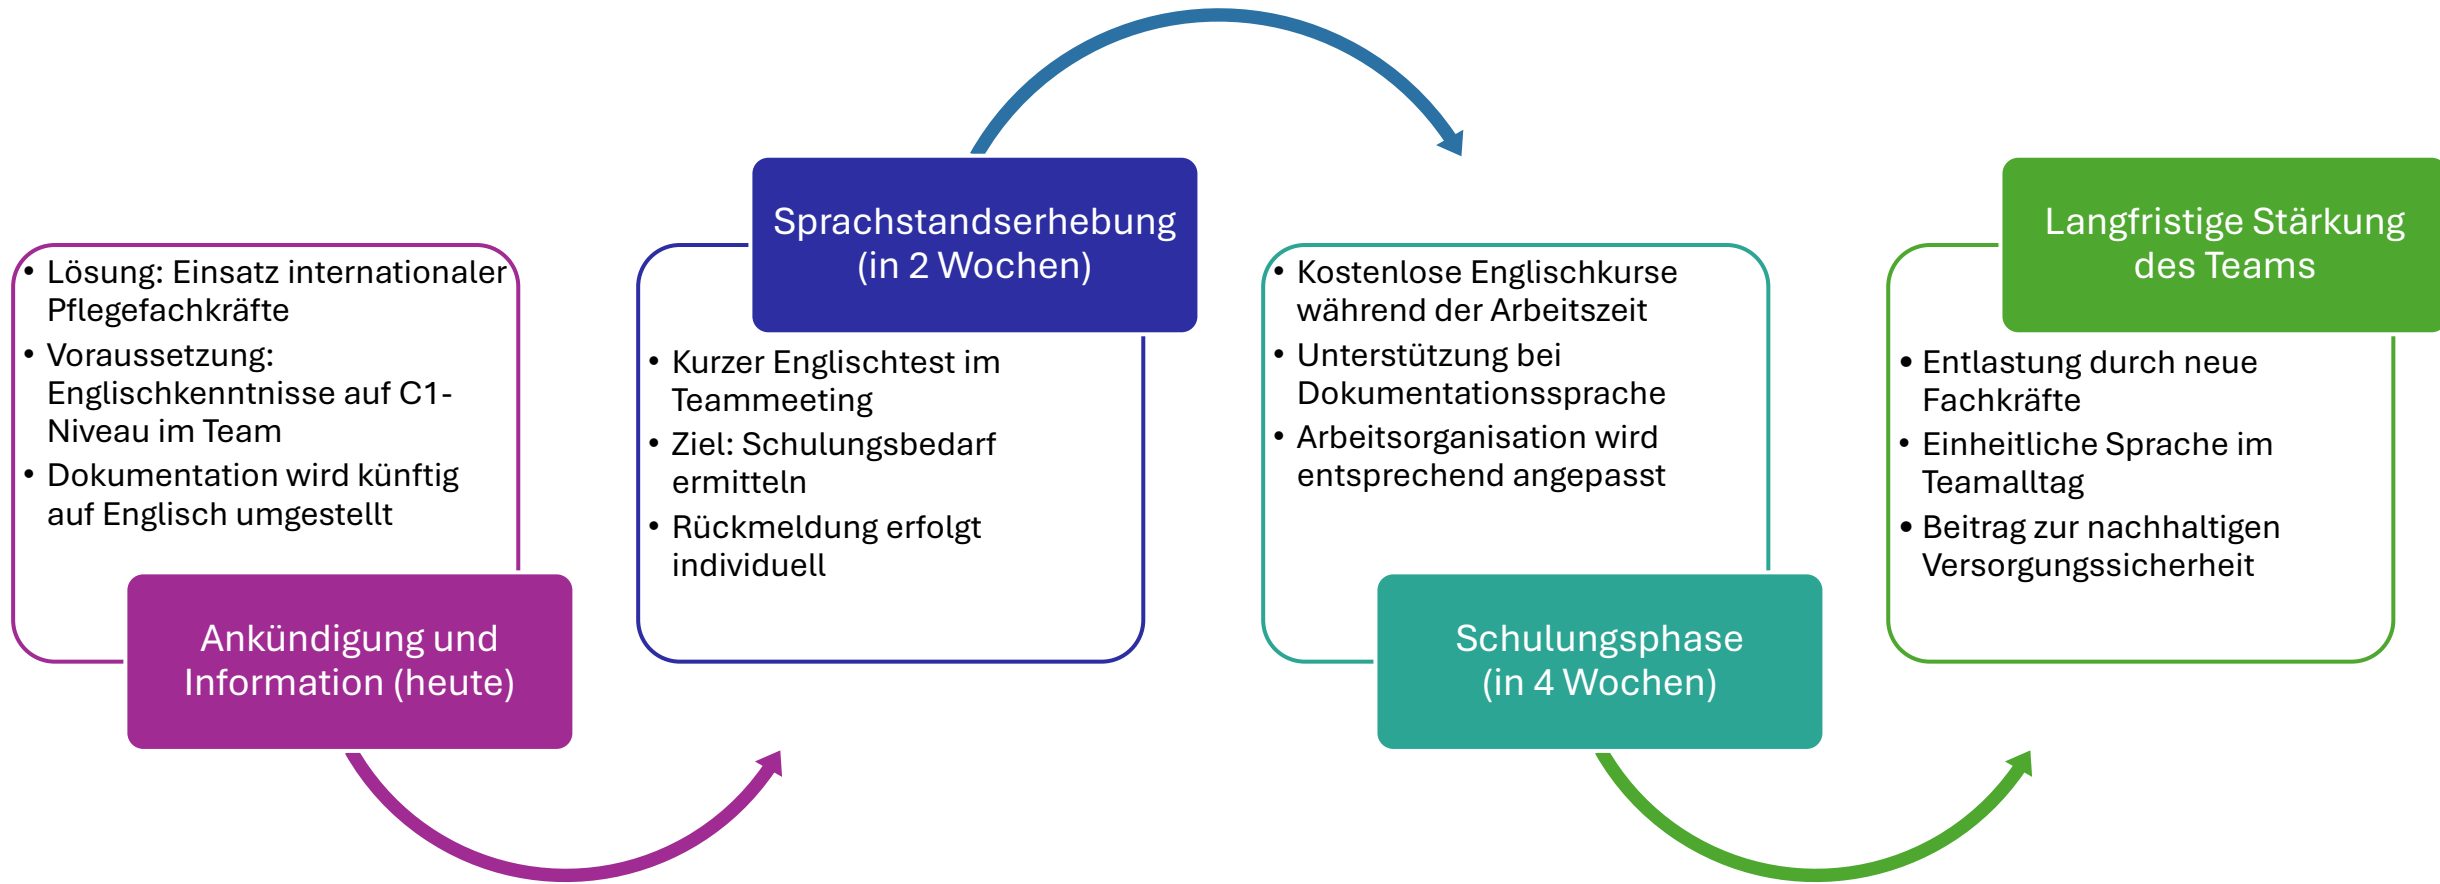 • Lösung: Einsatz internationaler
Pflegefachkräfte
• Voraussetzung:
Englischkenntnisse auf C1-
Niveau im Team
• Dokumentation wird künftig
auf Englisch umgestellt
Ankündigung und
Information (heute)
Sprachstandserhebung
(in 2 Wochen)
• Kurzer Englischtest im
Teammeeting
• Ziel: Schulungsbedarf
ermitteln
• Rückmeldung erfolgt
individuell
• Kostenlose Englischkurse
während der Arbeitszeit
• Unterstützung bei
Dokumentationssprache
• Arbeitsorganisation wird
entsprechend angepasst
Schulungsphase
(in 4 Wochen)
Langfristige Stärkung
des Teams
• Entlastung durch neue
Fachkräfte
• Einheitliche Sprache im
Teamalltag
• Beitrag zur nachhaltigen
Versorgungssicherheit